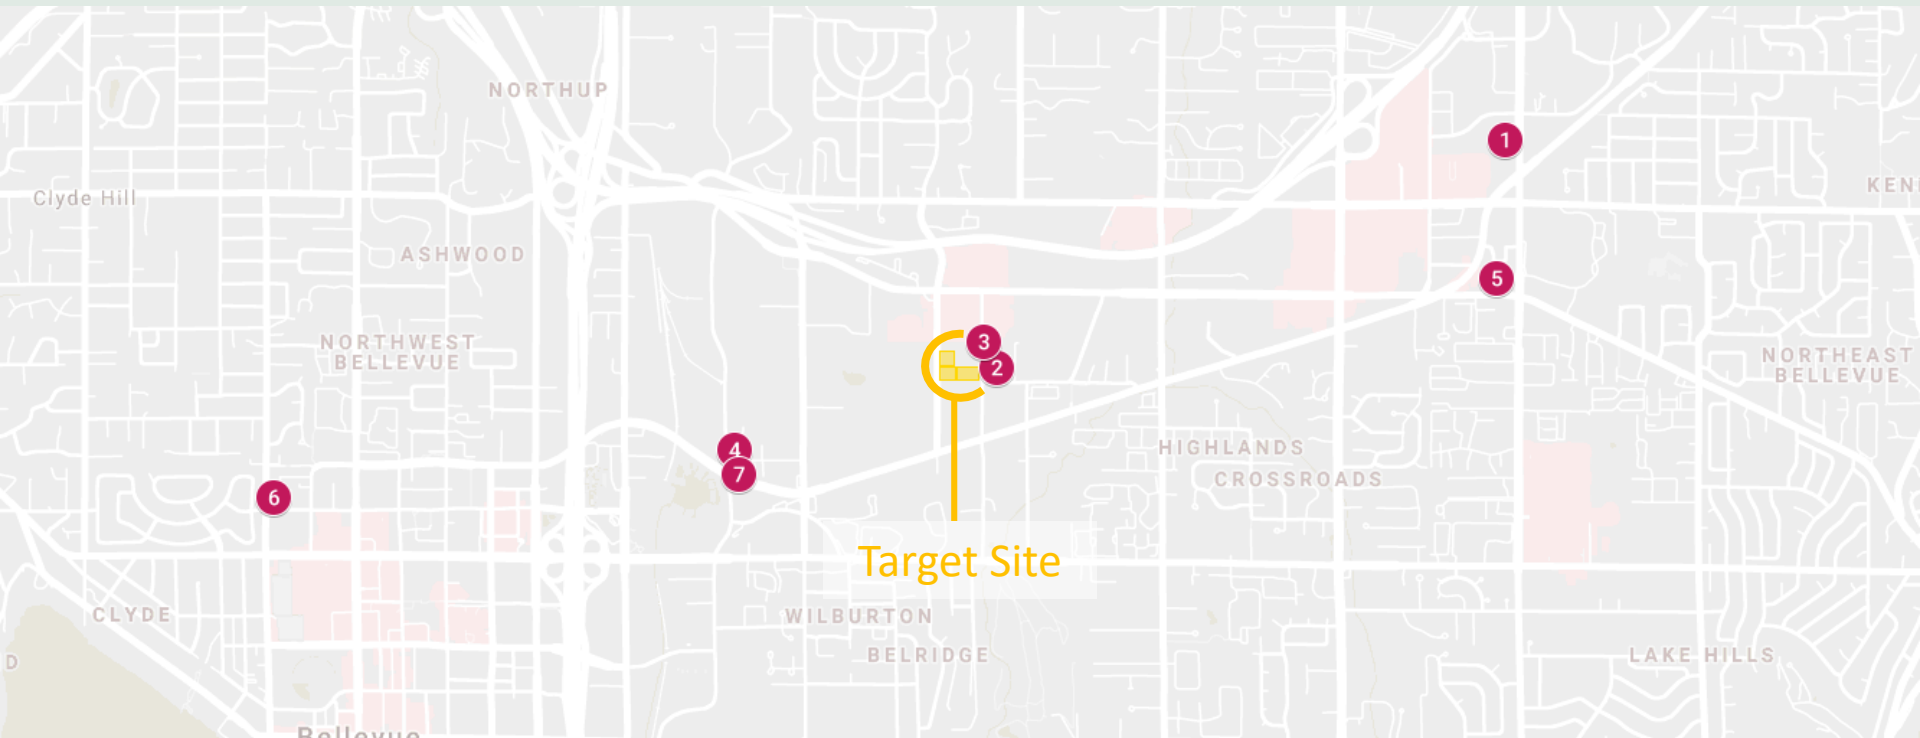 NORTHUP
1
KEN
Clyde Hill
ASHWOOD
5
NORTHWEST
BELLEVUE
3
2
NORTHEAST
BELLEVUE
4
7
HIGHLANDS
CROSSROADS
6
Target Site
CLYDE
WILBURTON
BELRIDGE
LAKE HILLS
D
Bellevue